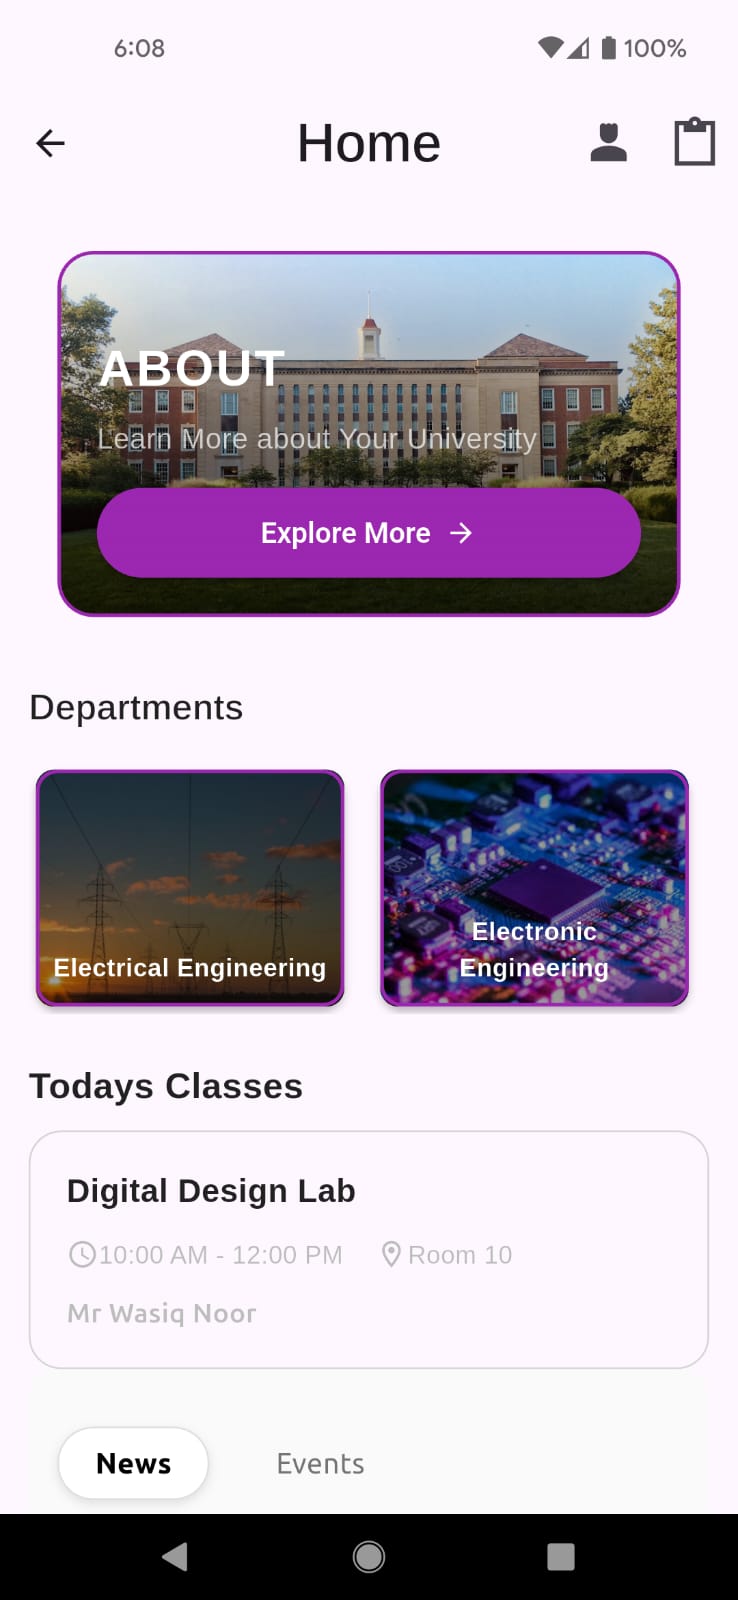 6:08
100%
Home
ABOUT
Learn More about Your University
Explore More
Departments
Electrical Engineering
Electronic
Engineering
Todays Classes
Digital Design Lab
10:00 AM - 12:00 PM Room 10
Mr Wasiq Noor
News Events